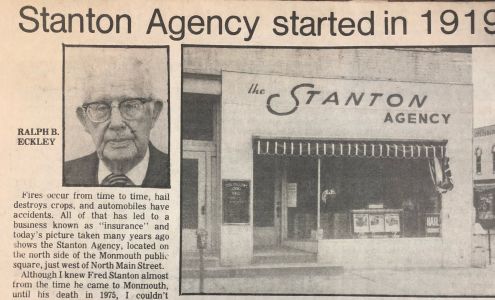 Stanton Agency started in 1919
RALPH B.
ECKLEY
the STANTON
AGENCY
Fires occur from time to time, hail
destroys crops, and automobiles have
accidents. All of that has led to a
business known as "insurance" and
today's picture taken many years ago
shows the Stanton Agency, located on
the north side of the Monmouth public
square, just west of North Main Street.
Although I knew Fred Stanton almost
from the time he came to Monmouth,
until his death in 1975, I couldn't